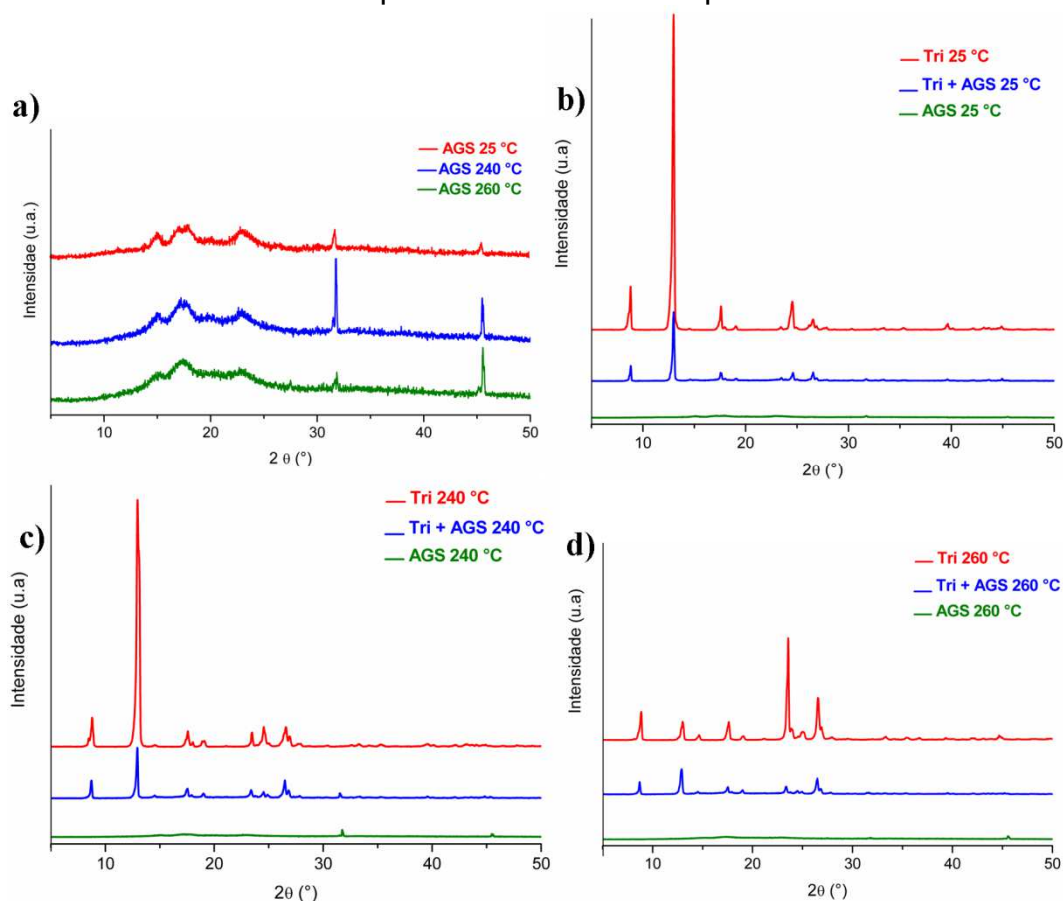 a)
AGS 25 °C
AGS 240 °C
AGS 260 °C
Intensidae (u.a.)
10 20 30 40 50
2 θ (°)
b)
Tri 25 °C
Tri + AGS 25 °C
AGS 25 °C
Intensidade (u.a)
10 20 30 40 50
2θ (°)
c)
Tri 240 °C
Tri + AGS 240 °C
AGS 240 °C
Intensidade (u.a)
10 20 30 40 50
2θ (°)
d)
Tri 260 °C
Tri + AGS 260 °C
AGS 260 °C
Intensidade (u.a)
10 20 30 40 50
2θ (°)